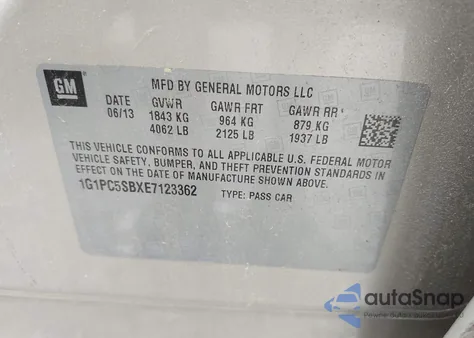 GM
MFD BY GENERAL MOTORS LLC
DATE GVWR GAWR FRT GAWR RR
06/13 1843 KG 964 KG 879 KG
4062 LB 2125 LB 1937 LB
THIS VEHICLE CONFORMS TO ALL APPLICABLE U.S. FEDERAL MOTOR
VEHICLE SAFETY, BUMPER, AND THEFT PREVENTION STANDARDS IN
EFFECT ON THE DATE OF MANUFACTURE SHOWN ABOVE.
1G1PC5SBXE7123362 TYPE: PASS CAR
autaSnap